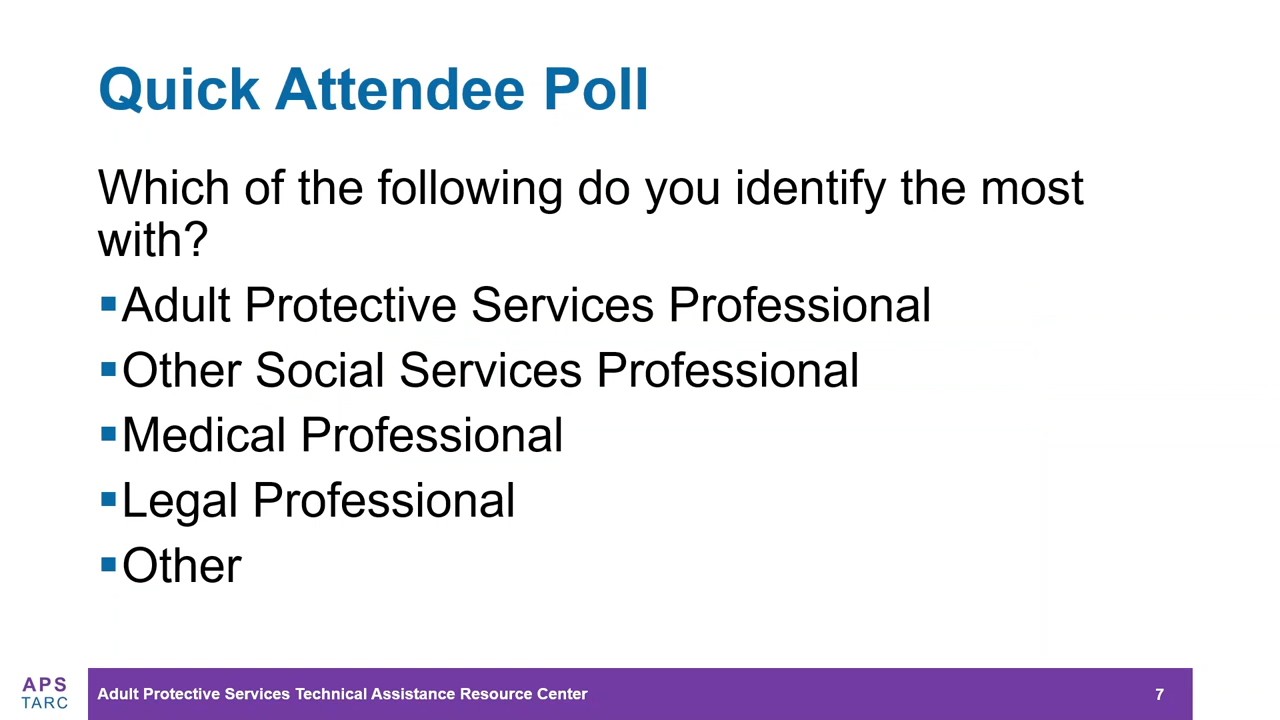 Quick Attendee Poll
Which of the following do you identify the most
with?
▪Adult Protective Services Professional
▪Other Social Services Professional
▪Medical Professional
▪Legal Professional
▪Other
APS
TARC
Adult Protective Services Technical Assistance Resource Center
7